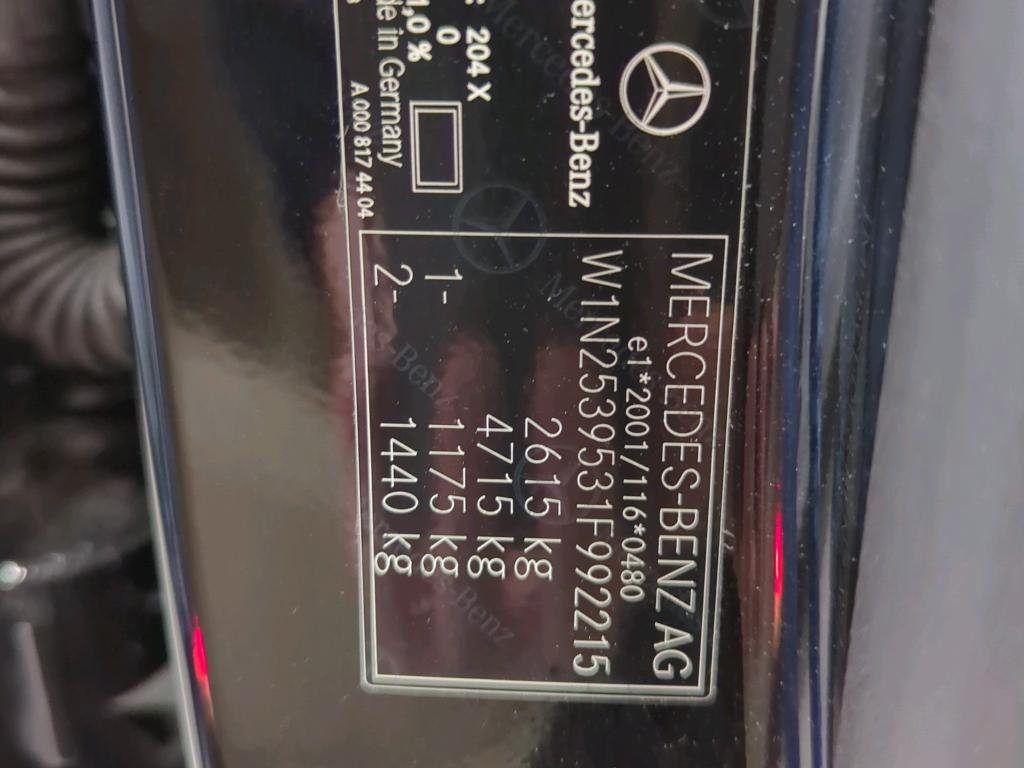 Mercedes-Benz
204 X
0
1,0 %
de in Germany
A 000 817 44 04
MERCEDES-BENZ AG
e1*2001/116*0480
W1N2539531F992215
2615 kg
4715 kg
1- 1175 kg
2- 1440 kg